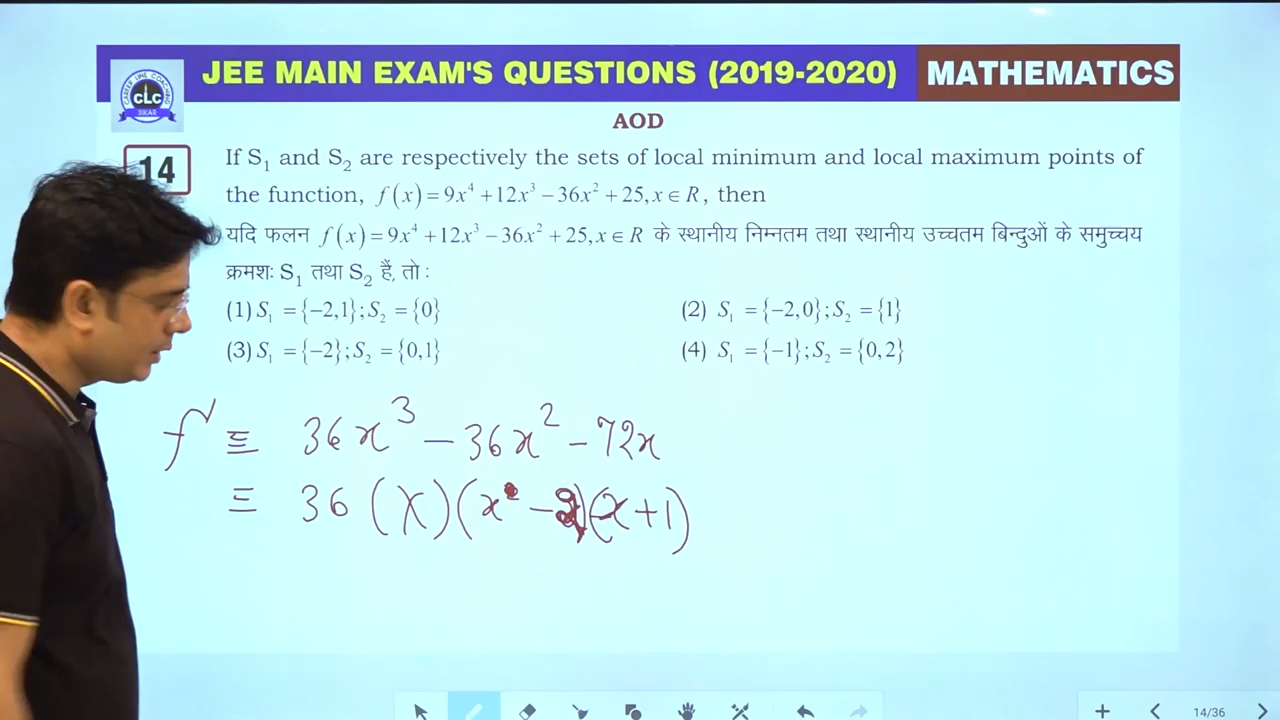 JEE MAIN EXAM'S QUESTIONS (2019-2020) MATHEMATICS
CAREER LINE COACHING
CLC
SIKAR
AOD
14
If S₁ and S₂ are respectively the sets of local minimum and local maximum points of
the function, f(x) = 9x⁴ + 12x³ − 36x² + 25, x ∈ R, then
यदि फलन f(x) = 9x⁴ + 12x³ − 36x² + 25, x ∈ R के स्थानीय निम्नतम तथा स्थानीय उच्चतम बिन्दुओं के समुच्चय
क्रमशः S₁ तथा S₂ हैं, तो :
(1) S₁ = {−2,1}; S₂ = {0} (2) S₁ = {−2,0}; S₂ = {1}
(3) S₁ = {−2}; S₂ = {0,1} (4) S₁ = {−1}; S₂ = {0,2}
f' ≡ 36x³ − 36x² − 72x
≡ 36 (x)(x − 2)(x + 1)
14/36